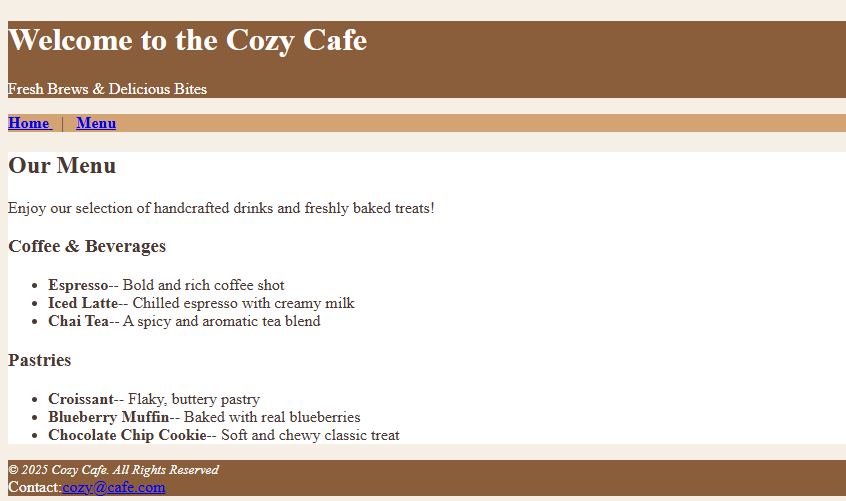 Welcome to the Cozy Cafe
Fresh Brews & Delicious Bites
Home | Menu
Our Menu
Enjoy our selection of handcrafted drinks and freshly baked treats!
Coffee & Beverages
• Espresso-- Bold and rich coffee shot
• Iced Latte-- Chilled espresso with creamy milk
• Chai Tea-- A spicy and aromatic tea blend
Pastries
• Croissant-- Flaky, buttery pastry
• Blueberry Muffin-- Baked with real blueberries
• Chocolate Chip Cookie-- Soft and chewy classic treat
© 2025 Cozy Cafe. All Rights Reserved
Contact:cozy@cafe.com